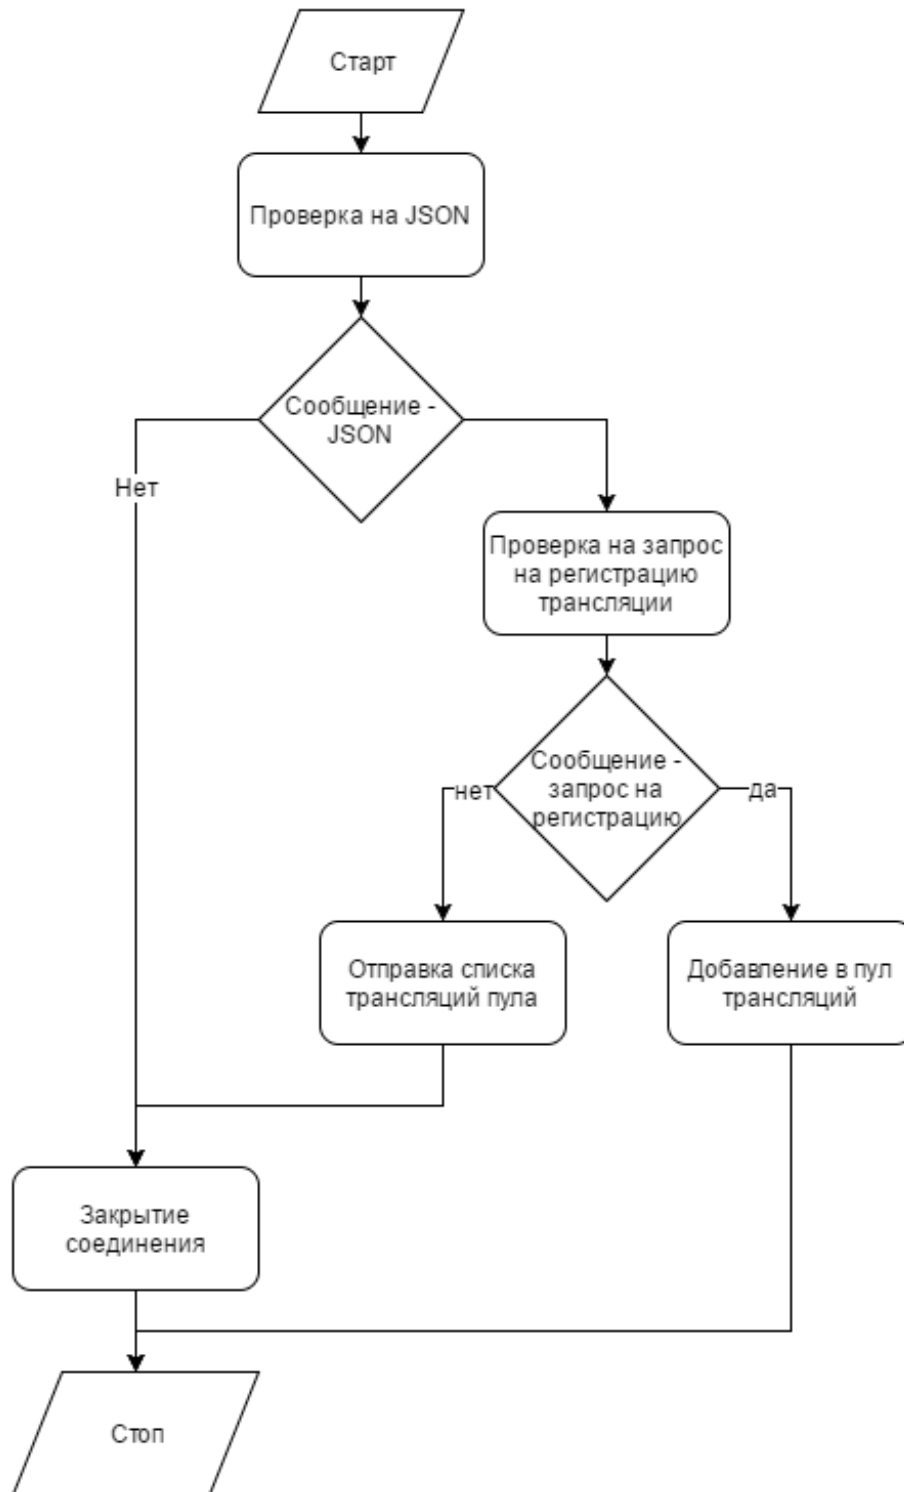 Старт
Проверка на JSON
Сообщение -
JSON
Нет
Проверка на запрос
на регистрацию
трансляции
Сообщение -
запрос на
регистрацию
нет
да
Отправка списка
трансляций пула
Добавление в пул
трансляций
Закрытие
соединения
Стоп